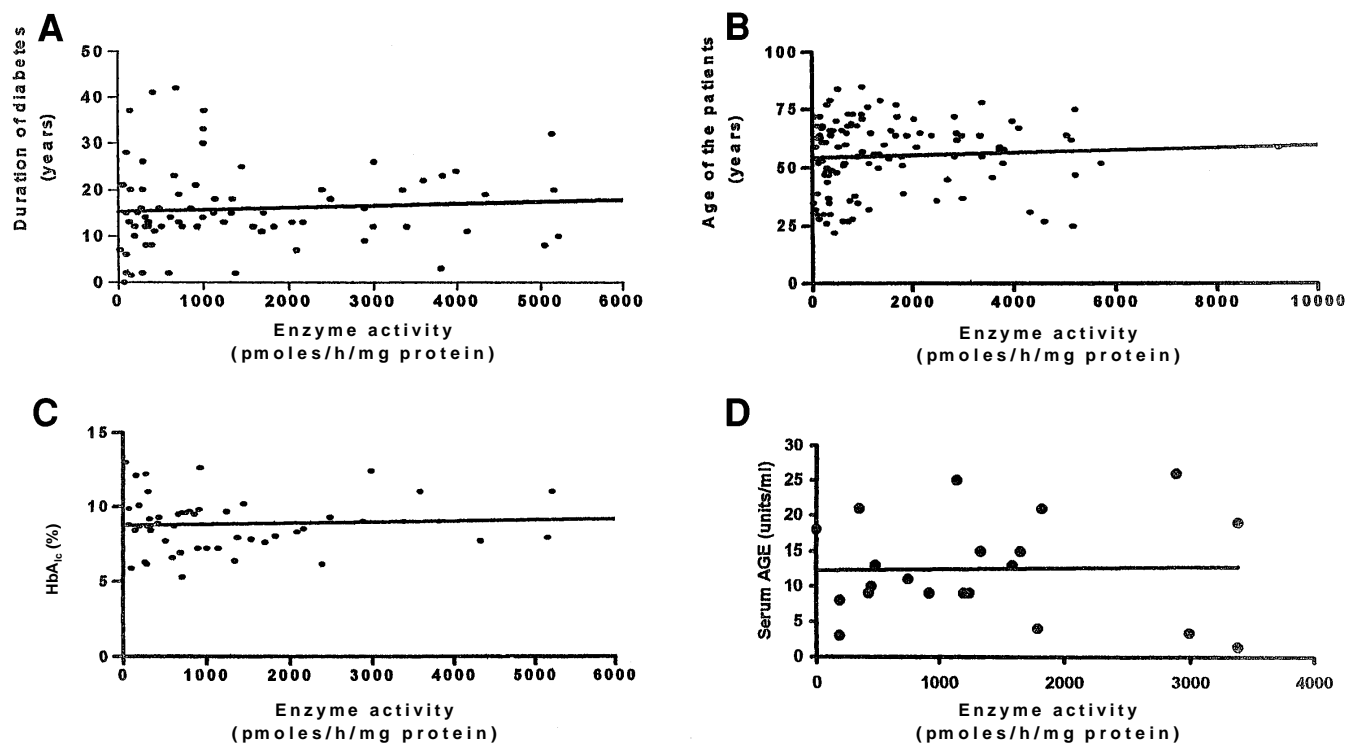 A
Duration of diabetes
(years)
50
40
30
20
10
0
0 1000 2000 3000 4000 5000 6000
Enzyme activity
(pmoles/h/mg protein)
B
Age of the patients
(years)
100
75
50
25
0
0 2000 4000 6000 8000 10000
Enzyme activity
(pmoles/h/mg protein)
C
HbA1c (%)
15
10
5
0
0 1000 2000 3000 4000 5000 6000
Enzyme activity
(pmoles/h/mg protein)
D
Serum AGE (units/ml)
30
25
20
15
10
5
0
0 1000 2000 3000 4000
Enzyme activity
(pmoles/h/mg protein)